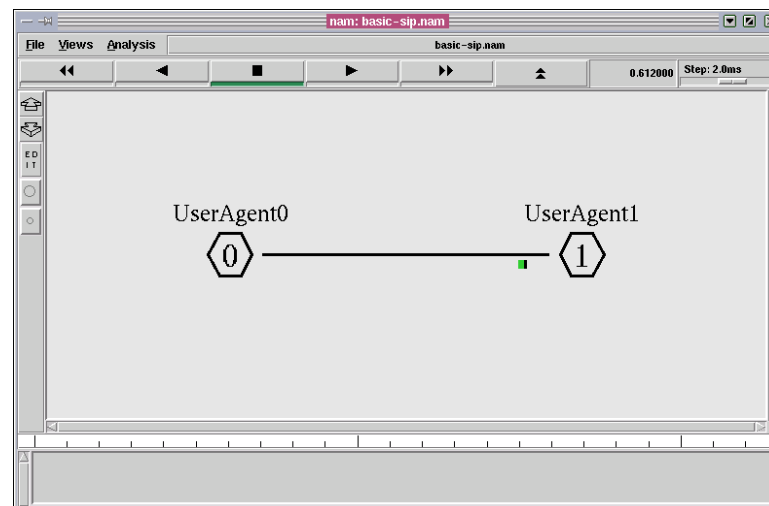 nam: basic-sip.nam
File Views Analysis basic-sip.nam
0.612000 Step: 2.0ms
ED
IT
UserAgent0 UserAgent1
0 1